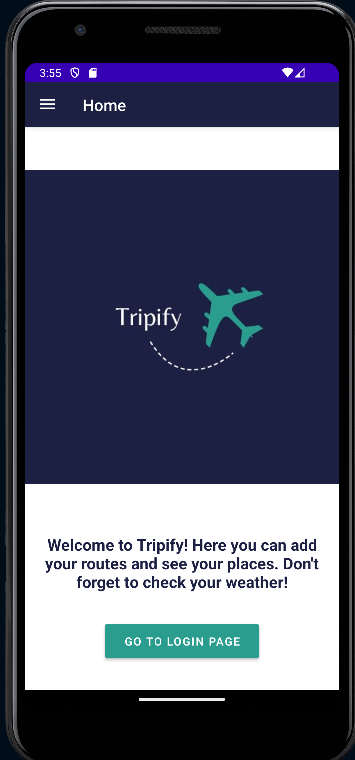 3:55
Home
Tripify
Welcome to Tripify! Here you can add
your routes and see your places. Don't
forget to check your weather!
GO TO LOGIN PAGE